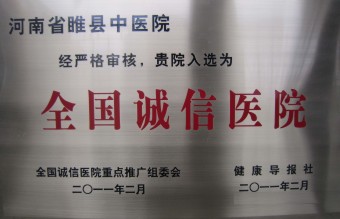 河南省睢县中医院
经严格审核，贵院入选为
全国诚信医院
全国诚信医院重点推广组委会
健康导报社
二〇一一年二月
二〇一一年二月